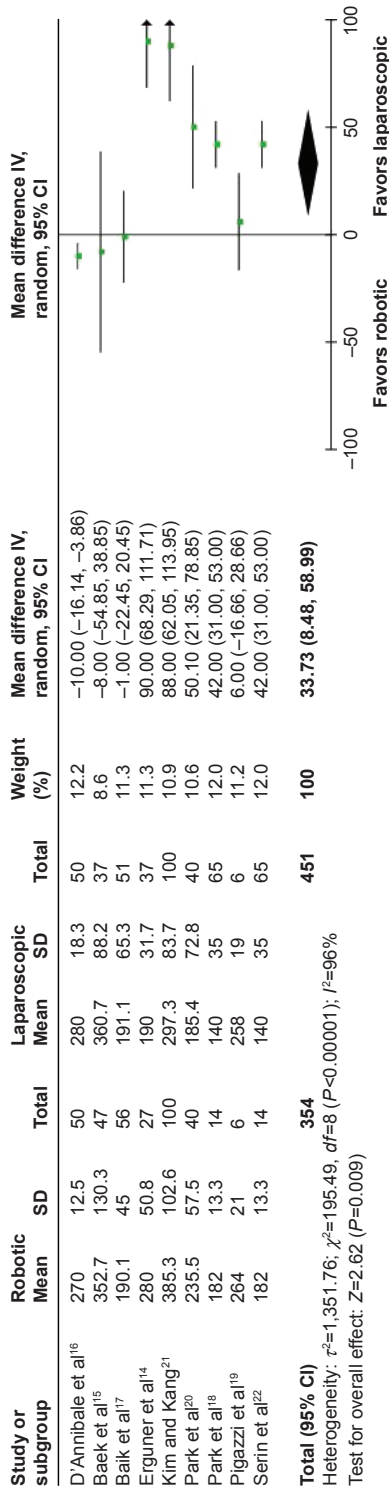 Study or subgroup Robotic Mean SD Total Laparoscopic Mean SD Total Weight (%) Mean difference IV, random, 95% CI Mean difference IV, random, 95% CI
D'Annibale et al16 270 12.5 50 280 18.3 50 12.2 –10.00 (–16.14, –3.86)
Baek et al15 352.7 130.3 47 360.7 88.2 37 8.6 –8.00 (–54.85, 38.85)
Baik et al17 190.1 45 56 191.1 65.3 51 11.3 –1.00 (–22.45, 20.45)
Erguner et al14 280 50.8 27 190 31.7 37 11.3 90.00 (68.29, 111.71)
Kim and Kang21 385.3 102.6 100 297.3 83.7 100 10.9 88.00 (62.05, 113.95)
Park et al20 235.5 57.5 40 185.4 72.8 40 10.6 50.10 (21.35, 78.85)
Park et al18 182 13.3 14 140 35 65 12.0 42.00 (31.00, 53.00)
Pigazzi et al19 264 21 6 258 19 6 11.2 6.00 (–16.66, 28.66)
Serin et al22 182 13.3 14 140 35 65 12.0 42.00 (31.00, 53.00)
Total (95% CI) 354 451 100 33.73 (8.48, 58.99)
Heterogeneity: τ²=1,351.76; χ²=195.49, df=8 (P<0.00001); I²=96%
Test for overall effect: Z=2.62 (P=0.009)
–100 –50 0 50 100
Favors robotic Favors laparoscopic